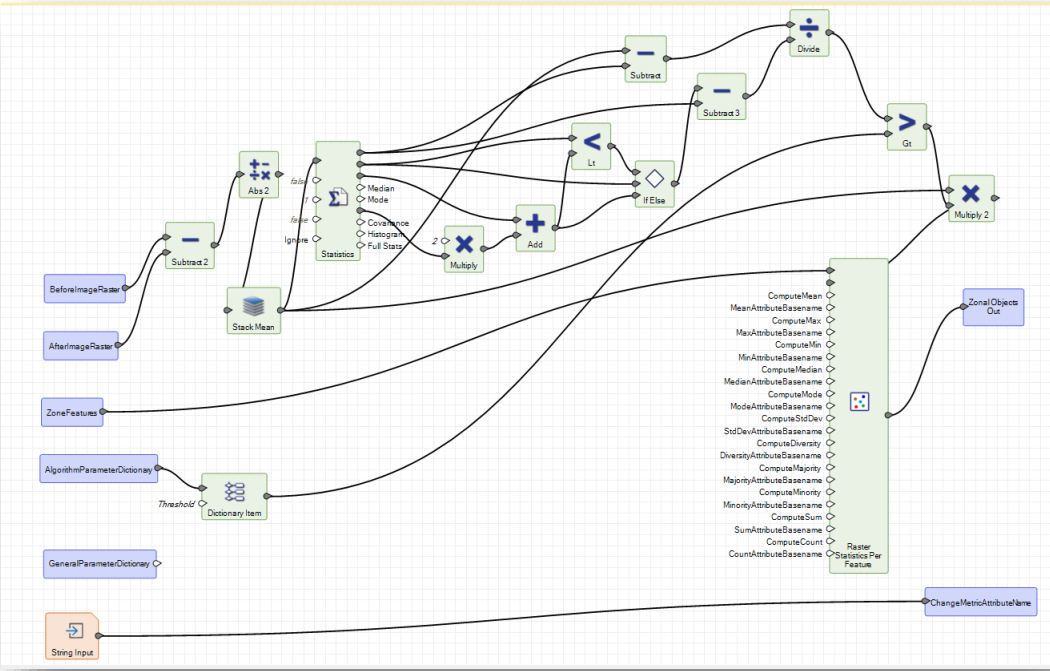 Divide
Subtract
Subtract 3
Gt
Lt
If Else
Abs 2
false
1
false
Ignore
Median
Mode
Covariance
Histogram
Full Stats
Statistics
Add
2
Multiply
Multiply 2
Subtract 2
BeforeImageRaster
AfterImageRaster
Stack Mean
ZoneFeatures
AlgorithmParameterDictionary
Threshold
Dictionary Item
GeneralParameterDictionary
String Input
ComputeMean
MeanAttributeBasename
ComputeMax
MaxAttributeBasename
ComputeMin
MinAttributeBasename
ComputeMedian
MedianAttributeBasename
ComputeMode
ModeAttributeBasename
ComputeStdDev
StdDevAttributeBasename
ComputeDiversity
DiversityAttributeBasename
ComputeMajority
MajorityAttributeBasename
ComputeMinority
MinorityAttributeBasename
ComputeSum
SumAttributeBasename
ComputeCount
CountAttributeBasename
Raster
Statistics Per
Feature
Zonal Objects
Out
ChangeMetricAttributeName